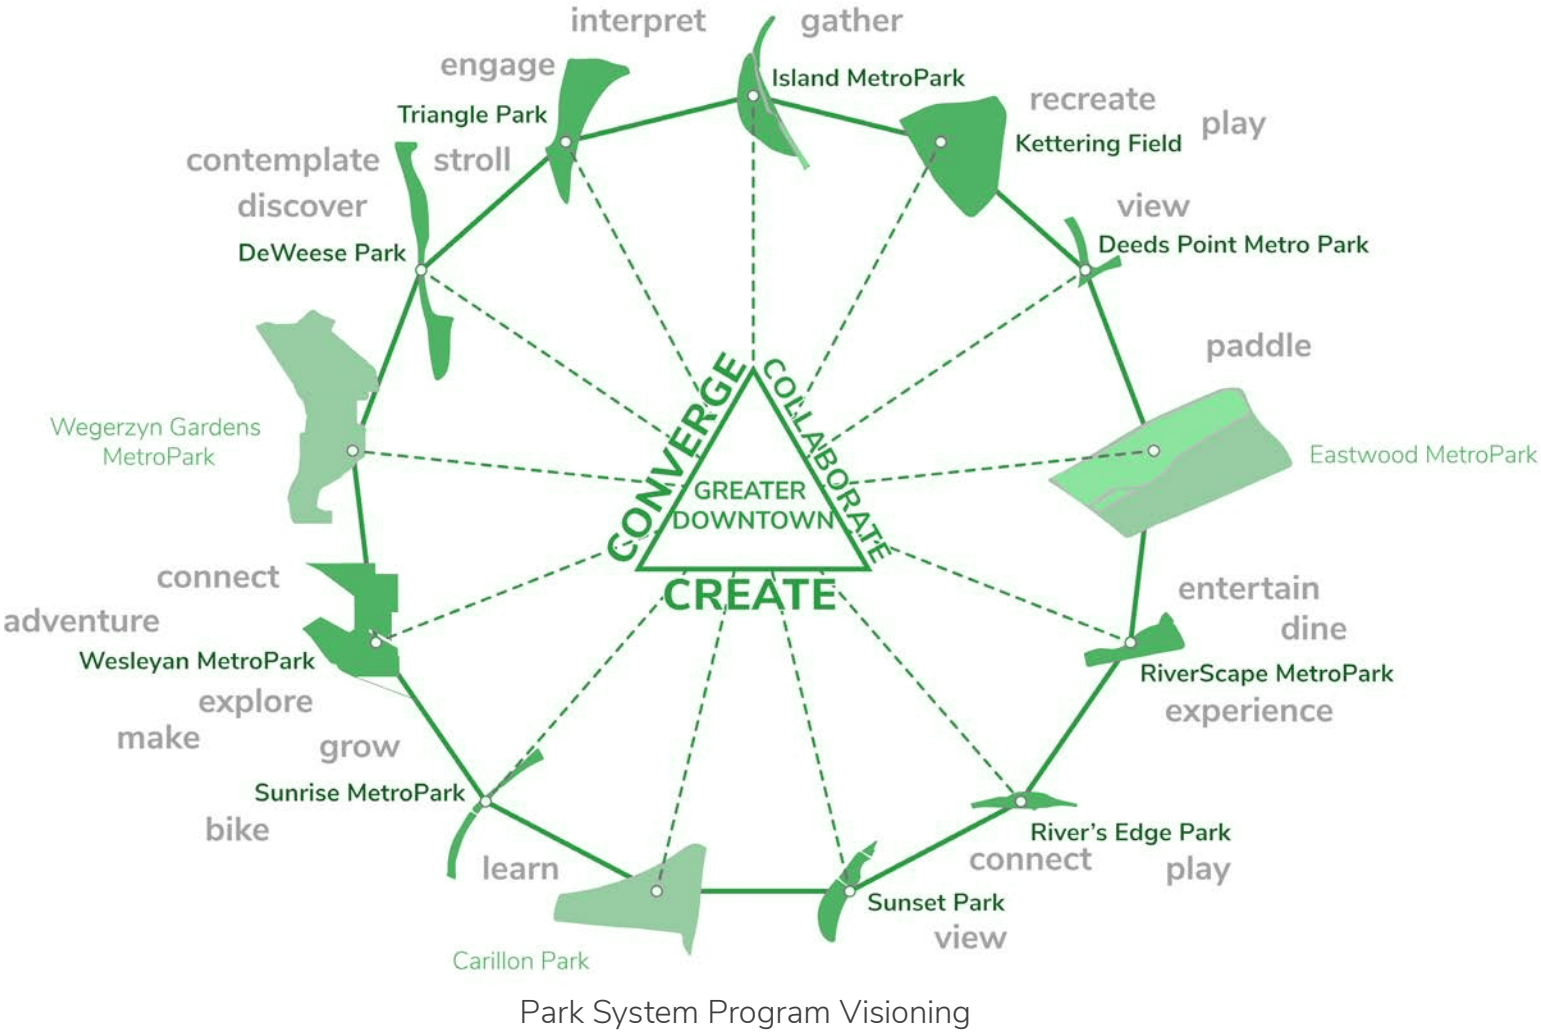 interpret
gather
engage
Island MetroPark
Triangle Park
recreate
play
Kettering Field
contemplate
stroll
discover
view
DeWeese Park
Deeds Point Metro Park
paddle
CONVERGE
COLLABORATE
Wegerzyn Gardens
MetroPark
Eastwood MetroPark
GREATER
DOWNTOWN
CREATE
connect
entertain
adventure
dine
Wesleyan MetroPark
RiverScape MetroPark
explore
experience
make
grow
Sunrise MetroPark
bike
River's Edge Park
connect
play
learn
Sunset Park
view
Carillon Park
Park System Program Visioning